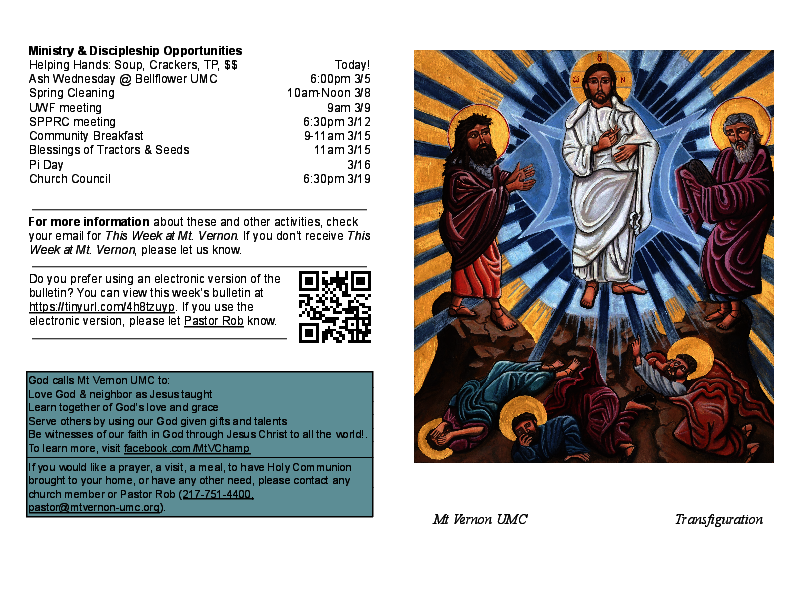 Ministry & Discipleship Opportunities
Helping Hands: Soup, Crackers, TP, $$ Today!
Ash Wednesday @ Bellflower UMC 6:00pm 3/5
Spring Cleaning 10am-Noon 3/8
UWF meeting 9am 3/9
SPPRC meeting 6:30pm 3/12
Community Breakfast 9-11am 3/15
Blessings of Tractors & Seeds 11am 3/15
Pi Day 3/16
Church Council 6:30pm 3/19
For more information about these and other activities, check
your email for This Week at Mt. Vernon. If you don't receive This
Week at Mt. Vernon, please let us know.
Do you prefer using an electronic version of the
bulletin? You can view this week's bulletin at
https://tinyurl.com/4h8tzuyp. If you use the
electronic version, please let Pastor Rob know.
God calls Mt Vernon UMC to:
Love God & neighbor as Jesus taught
Learn together of God's love and grace
Serve others by using our God given gifts and talents
Be witnesses of our faith in God through Jesus Christ to all the world!.
To learn more, visit facebook.com/MtVChamp
If you would like a prayer, a visit, a meal, to have Holy Communion
brought to your home, or have any other need, please contact any
church member or Pastor Rob (217-751-4400,
pastor@mtvernon-umc.org).
Mt Vernon UMC Transfiguration